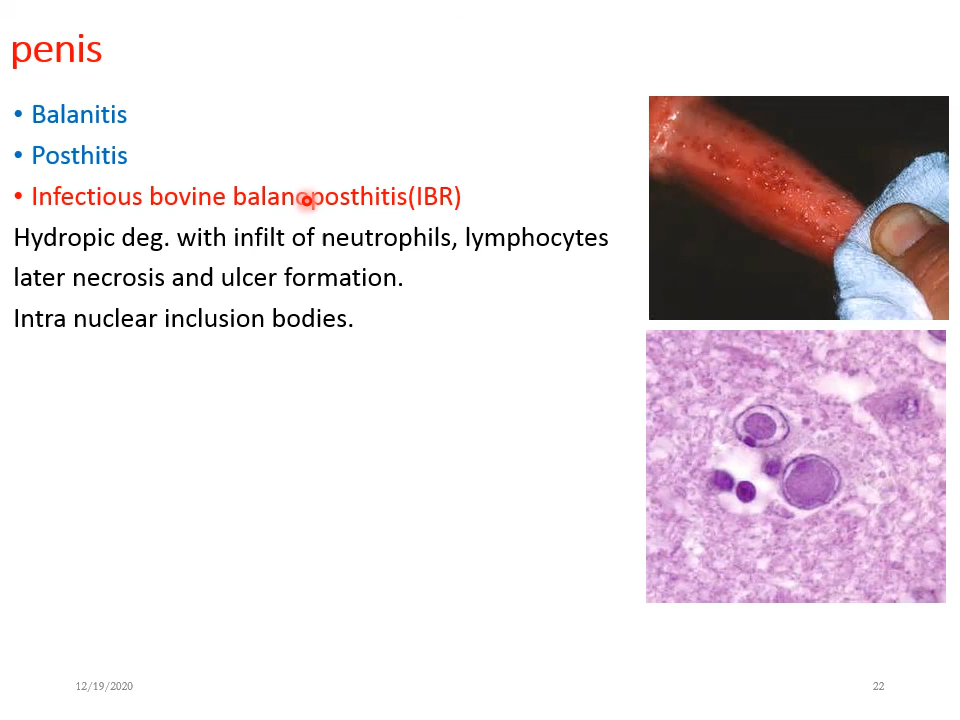 penis
• Balanitis
• Posthitis
• Infectious bovine balanoposthitis(IBR)
Hydropic deg. with infilt of neutrophils, lymphocytes
later necrosis and ulcer formation.
Intra nuclear inclusion bodies.
12/19/2020
22